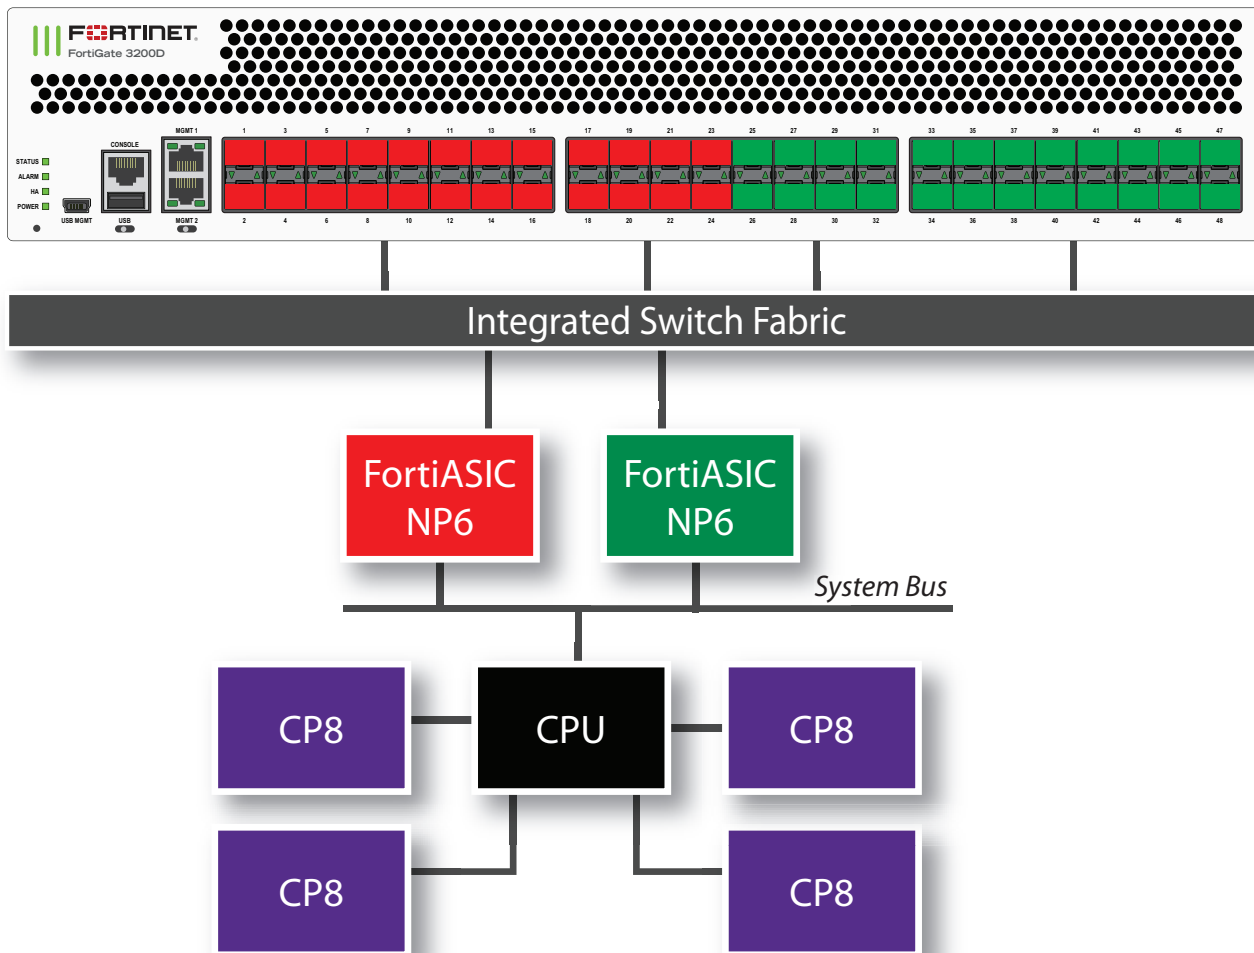 FORTINET®
FortiGate 3200D
MGMT 1
1 3 5 7 9 11 13 15 17 19 21 23 25 27 29 31 33 35 37 39 41 43 45 47
CONSOLE
STATUS
ALARM
HA
POWER
USB MGMT
USB
MGMT 2
2 4 6 8 10 12 14 16 18 20 22 24 26 28 30 32 34 36 38 40 42 44 46 48
Integrated Switch Fabric
FortiASIC
NP6
FortiASIC
NP6
System Bus
CP8
CPU
CP8
CP8
CP8